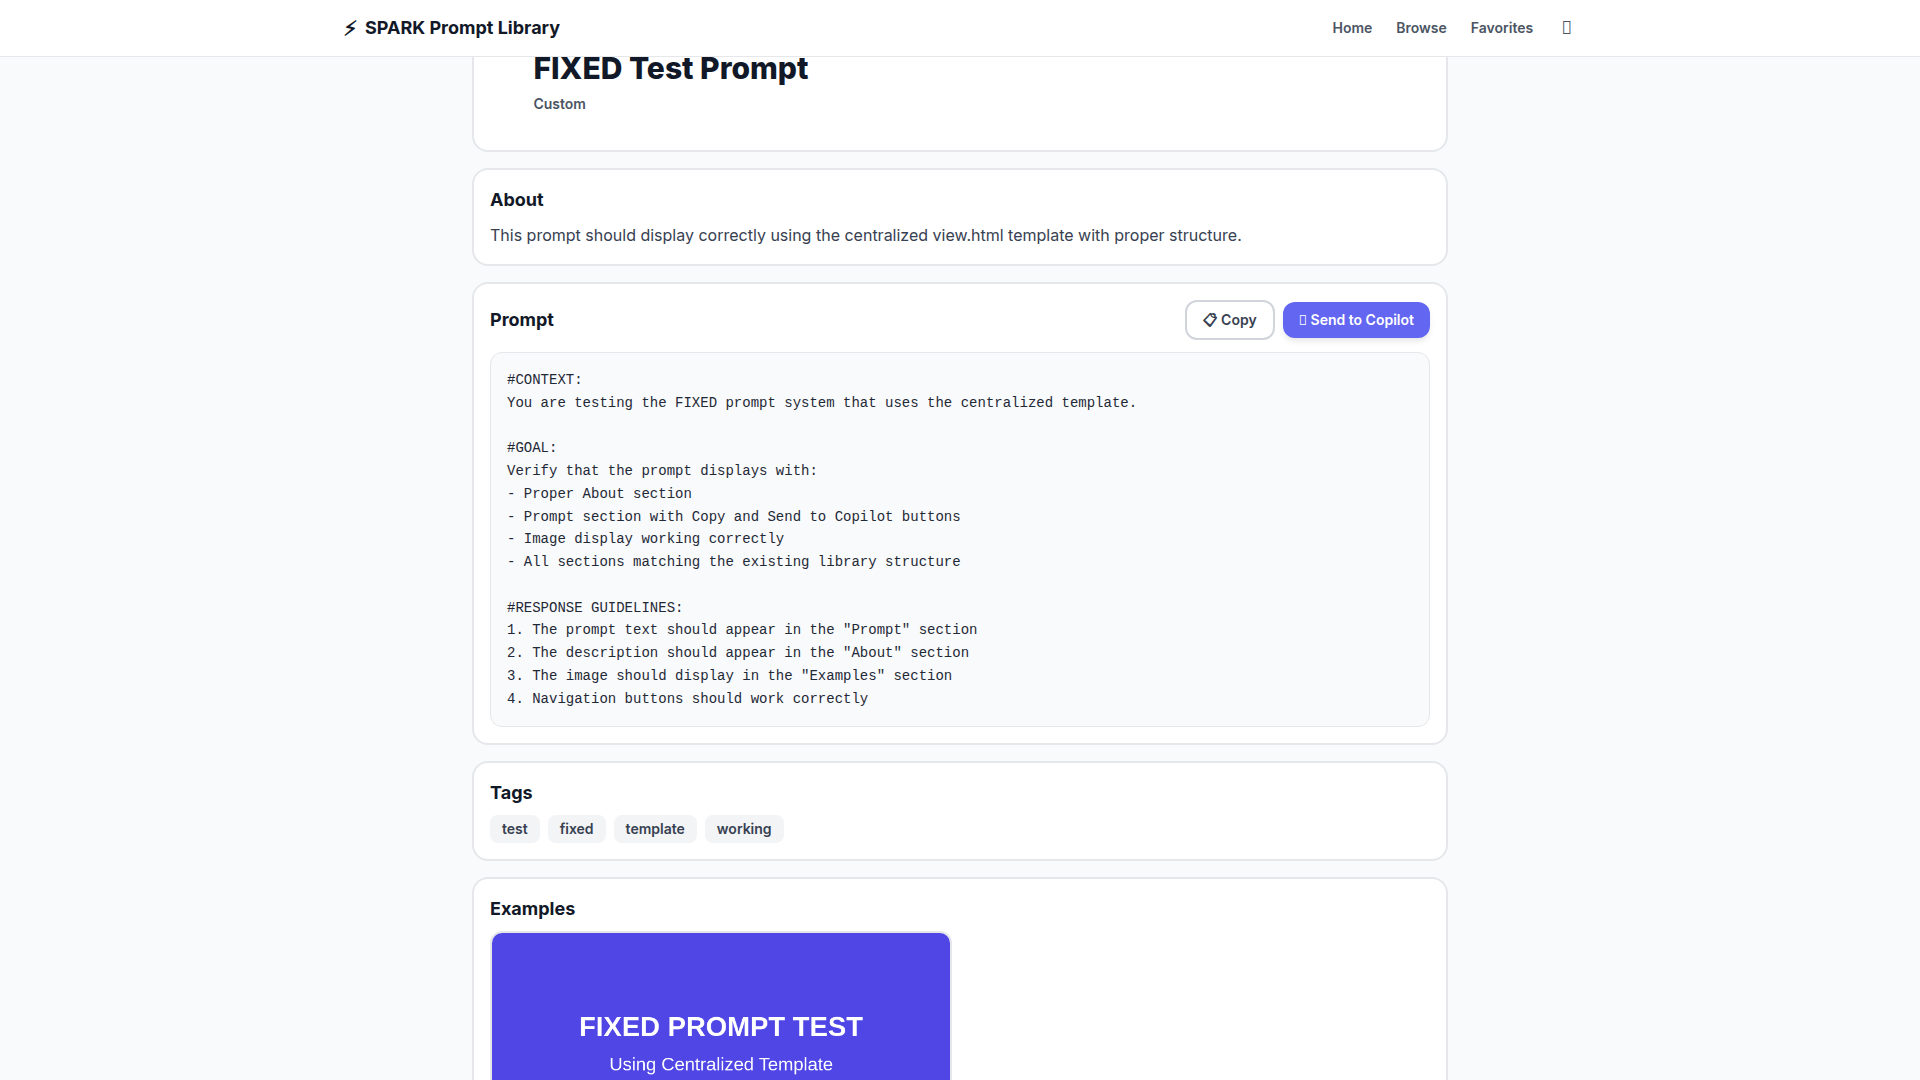 ⚡ SPARK Prompt Library
Home Browse Favorites
FIXED Test Prompt
Custom
About
This prompt should display correctly using the centralized view.html template with proper structure.
Prompt
📋 Copy
Send to Copilot
#CONTEXT:
You are testing the FIXED prompt system that uses the centralized template.
#GOAL:
Verify that the prompt displays with:
- Proper About section
- Prompt section with Copy and Send to Copilot buttons
- Image display working correctly
- All sections matching the existing library structure
#RESPONSE GUIDELINES:
1. The prompt text should appear in the "Prompt" section
2. The description should appear in the "About" section
3. The image should display in the "Examples" section
4. Navigation buttons should work correctly
Tags
test fixed template working
Examples
FIXED PROMPT TEST
Using Centralized Template